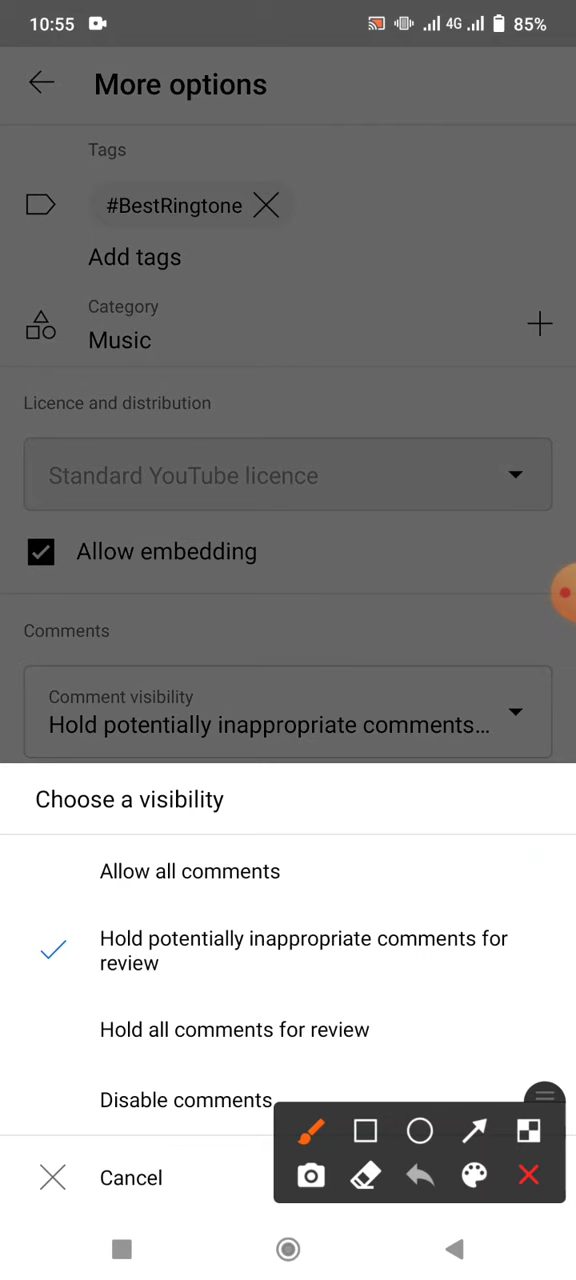 10:55 4G 85%
More options
Tags
#BestRingtone
Add tags
Category
Music
Licence and distribution
Standard YouTube licence
Allow embedding
Comments
Comment visibility
Hold potentially inappropriate comments...
Choose a visibility
Allow all comments
Hold potentially inappropriate comments for
review
Hold all comments for review
Disable comments
Cancel